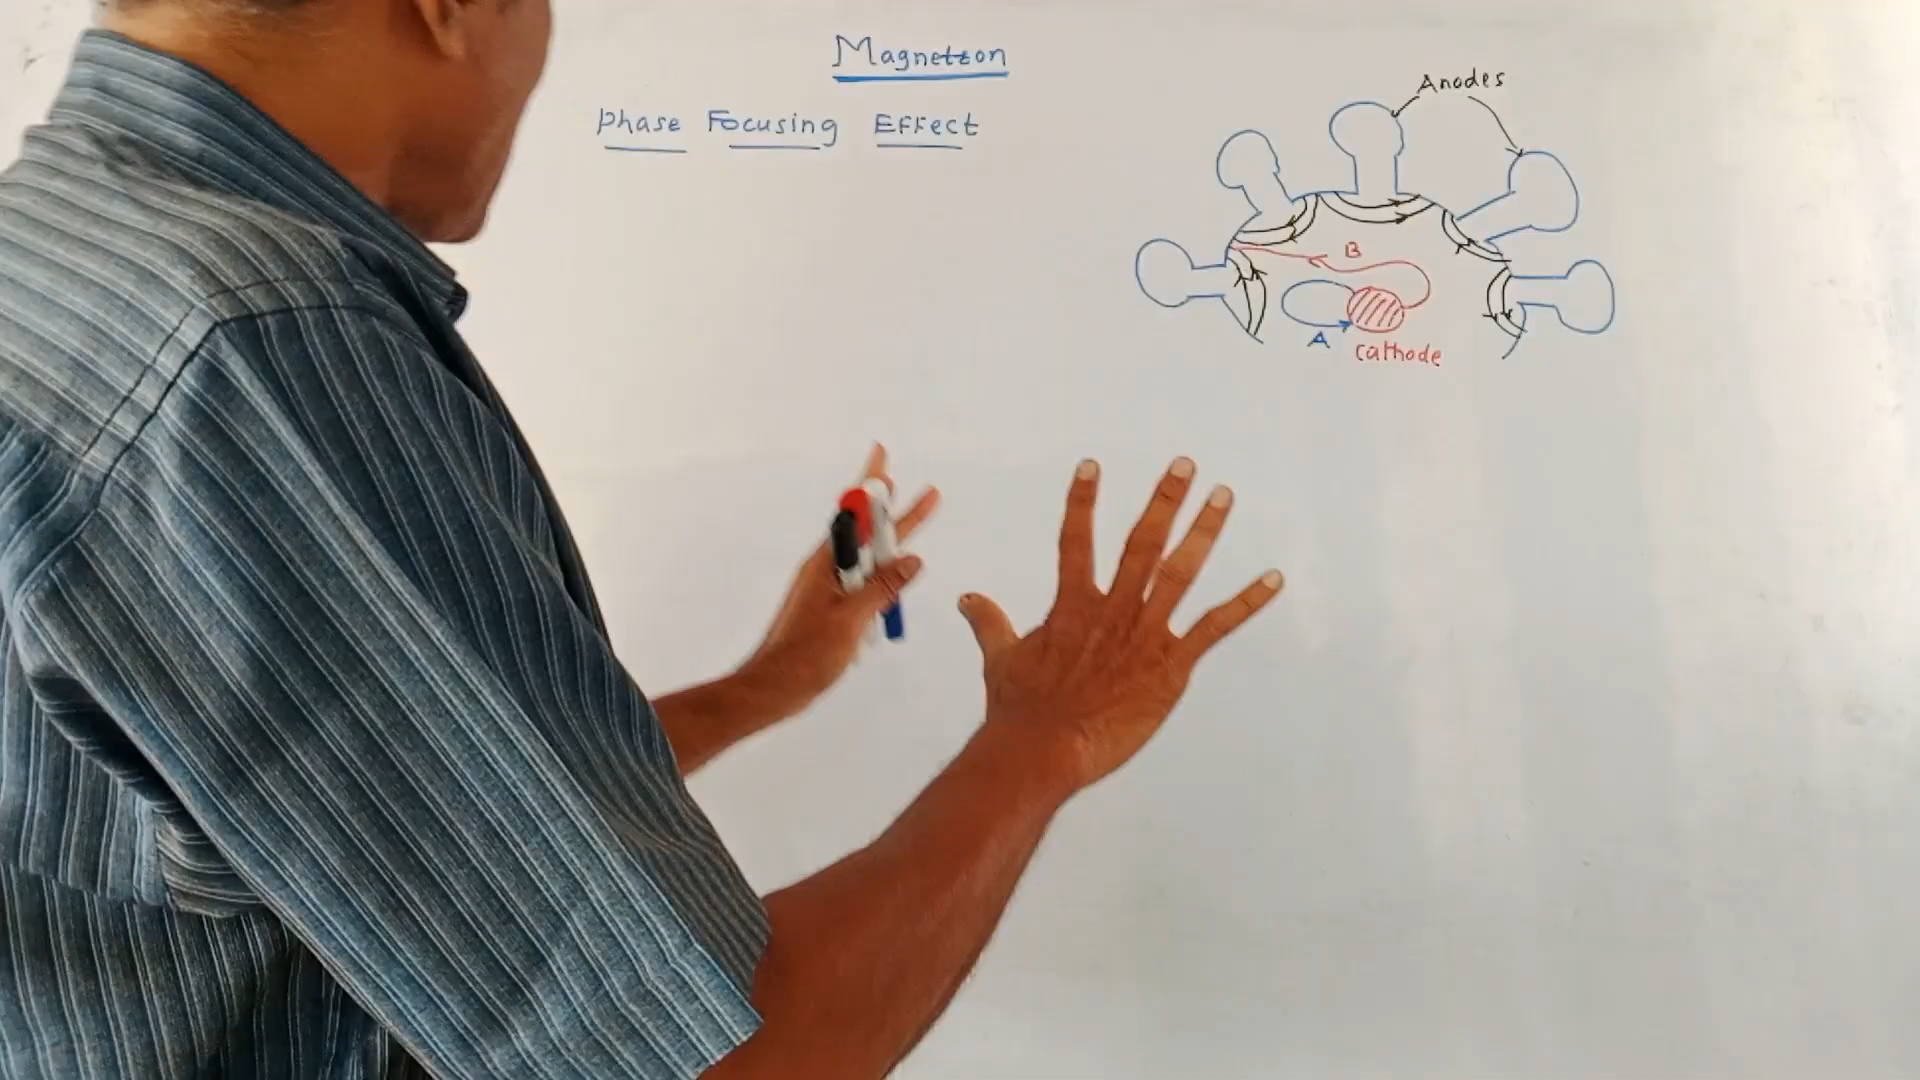 Magnetron
Phase Focusing Effect
Anodes
B
A
cathode